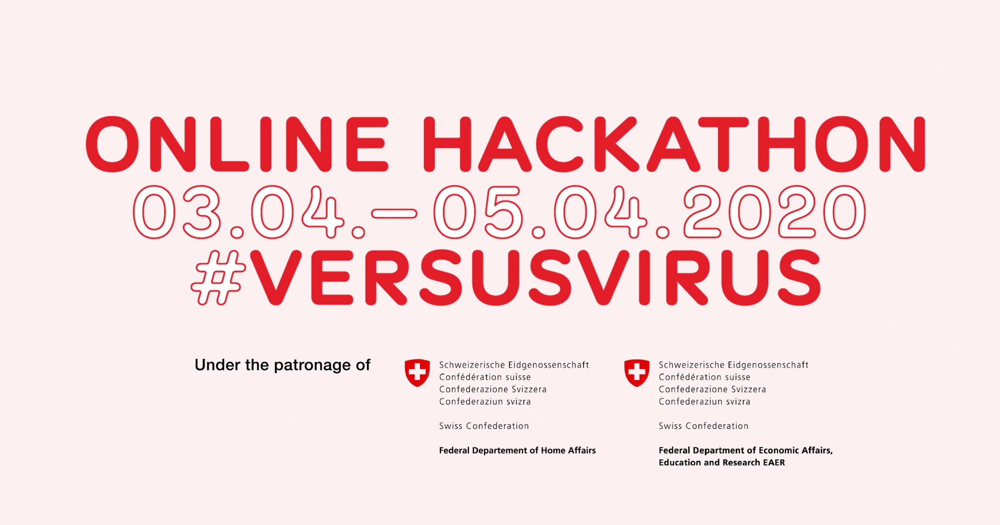 ONLINE HACKATHON
03.04.–05.04.2020
#VERSUSVIRUS
Under the patronage of
Schweizerische Eidgenossenschaft
Confédération suisse
Confederazione Svizzera
Confederaziun svizra
Swiss Confederation
Federal Departement of Home Affairs
Schweizerische Eidgenossenschaft
Confédération suisse
Confederazione Svizzera
Confederaziun svizra
Swiss Confederation
Federal Department of Economic Affairs,
Education and Research EAER